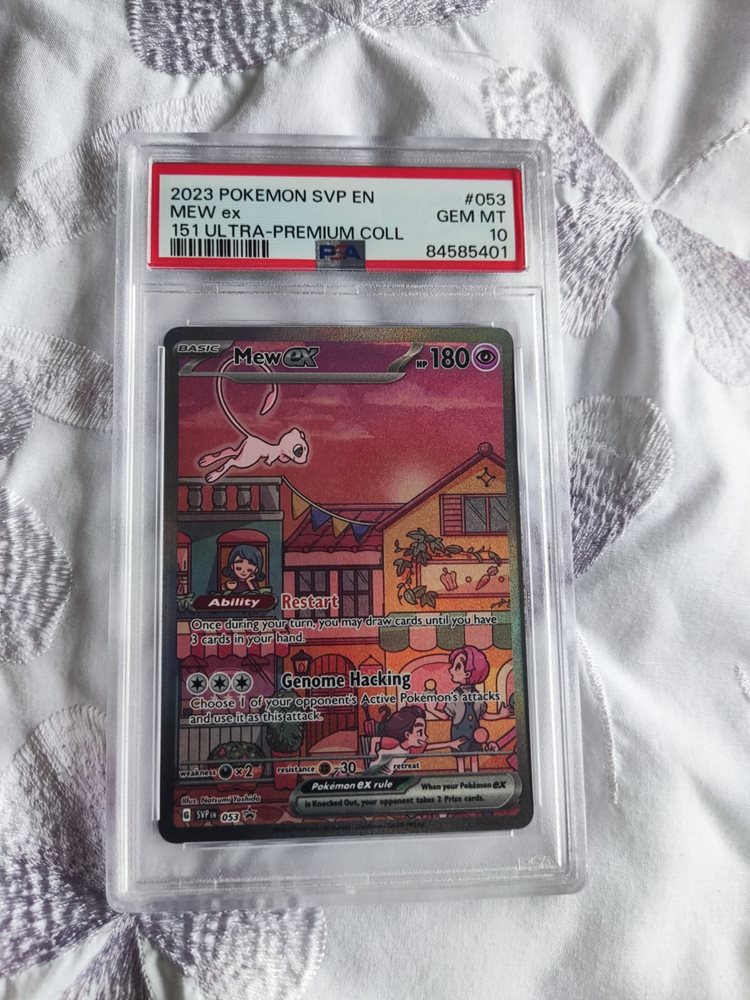 2023 POKEMON SVP EN #053
MEW ex GEM MT
151 ULTRA-PREMIUM COLL 10
PSA 84585401
BASIC Mew ex HP 180
Ability Restart
Once during your turn, you may draw cards until you have
3 cards in your hand.
Genome Hacking
Choose 1 of your opponent's Active Pokémon's attacks
and use it as this attack.
weakness ×2 resistance -30 retreat
Pokémon ex rule When your Pokémon ex
is Knocked Out, your opponent takes 2 Prize cards.
Illus. Natsumi Yoshida
G SVP EN 053
PSA